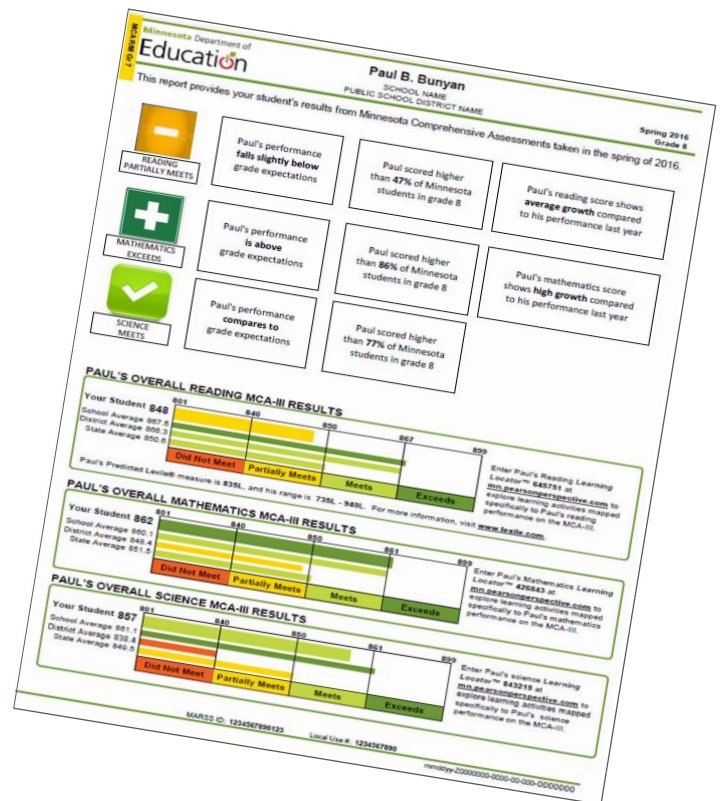 MCA/RM Gr 7
Minnesota Department of
Education
Paul B. Bunyan
SCHOOL NAME
PUBLIC SCHOOL DISTRICT NAME
Spring 2016
Grade 8
This report provides your student's results from Minnesota Comprehensive Assessments taken in the spring of 2016.
READING
PARTIALLY MEETS
Paul's performance
falls slightly below
grade expectations
Paul scored higher
than 47% of Minnesota
students in grade 8
Paul's reading score shows
average growth compared
to his performance last year
MATHEMATICS
EXCEEDS
Paul's performance
is above
grade expectations
Paul scored higher
than 86% of Minnesota
students in grade 8
Paul's mathematics score
shows high growth compared
to his performance last year
SCIENCE
MEETS
Paul's performance
compares to
grade expectations
Paul scored higher
than 77% of Minnesota
students in grade 8
PAUL'S OVERALL READING MCA-III RESULTS
801 840 850 867 899
Your Student 848
School Average 867.5
District Average 866.3
State Average 850.6
Did Not Meet Partially Meets Meets Exceeds
Enter Paul's Reading Learning
Locator™ 645751 at
mn.pearsonperspective.com to
explore learning activities mapped
specifically to Paul's reading
performance on the MCA-III.
Paul's Predicted Lexile® measure is 835L, and his range is 735L - 949L. For more information, visit www.lexile.com.
PAUL'S OVERALL MATHEMATICS MCA-III RESULTS
801 840 850 861 899
Your Student 862
School Average 860.1
District Average 848.4
State Average 851.5
Did Not Meet Partially Meets Meets Exceeds
Enter Paul's Mathematics Learning
Locator™ 426843 at
mn.pearsonperspective.com to
explore learning activities mapped
specifically to Paul's mathematics
performance on the MCA-III.
PAUL'S OVERALL SCIENCE MCA-III RESULTS
801 840 850 861 899
Your Student 857
School Average 861.1
District Average 838.4
State Average 849.5
Did Not Meet Partially Meets Meets Exceeds
Enter Paul's science Learning
Locator™ 843219 at
mn.pearsonperspective.com to
explore learning activities mapped
specifically to Paul's science
performance on the MCA-III.
MARSS ID: 1234567890123
Local Use #: 1234567890
mmddyy-Z0000000-0000-00-000-0000000